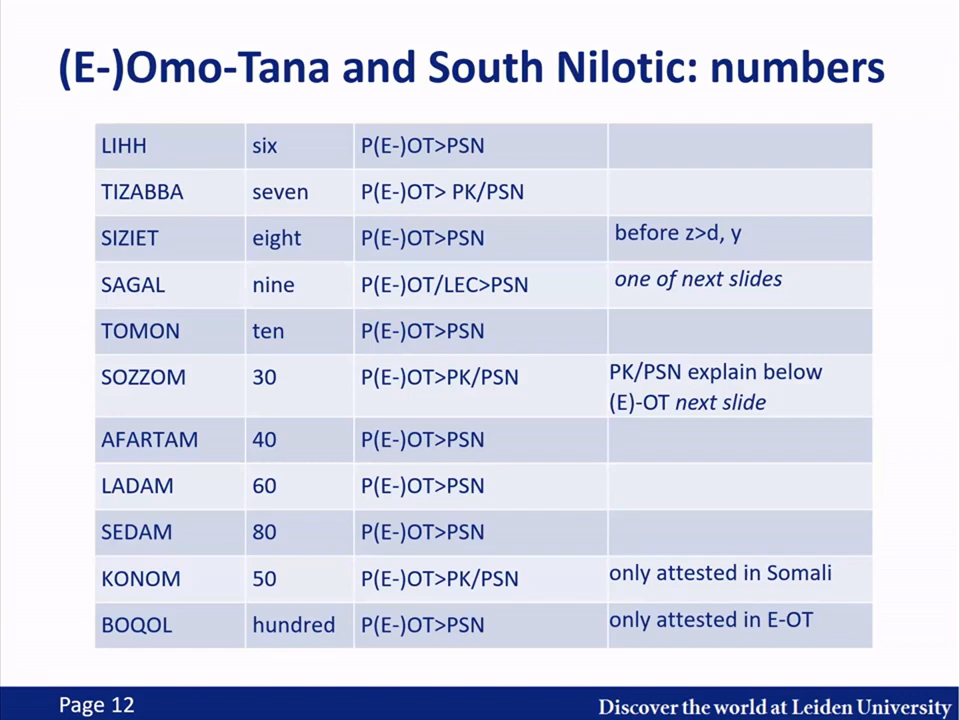 (E-)Omo-Tana and South Nilotic: numbers
LIHH six P(E-)OT>PSN
TIZABBA seven P(E-)OT> PK/PSN
SIZIET eight P(E-)OT>PSN before z>d, y
SAGAL nine P(E-)OT/LEC>PSN one of next slides
TOMON ten P(E-)OT>PSN
SOZZOM 30 P(E-)OT>PK/PSN PK/PSN explain below
(E)-OT next slide
AFARTAM 40 P(E-)OT>PSN
LADAM 60 P(E-)OT>PSN
SEDAM 80 P(E-)OT>PSN
KONOM 50 P(E-)OT>PK/PSN only attested in Somali
BOQOL hundred P(E-)OT>PSN only attested in E-OT
Page 12 Discover the world at Leiden University